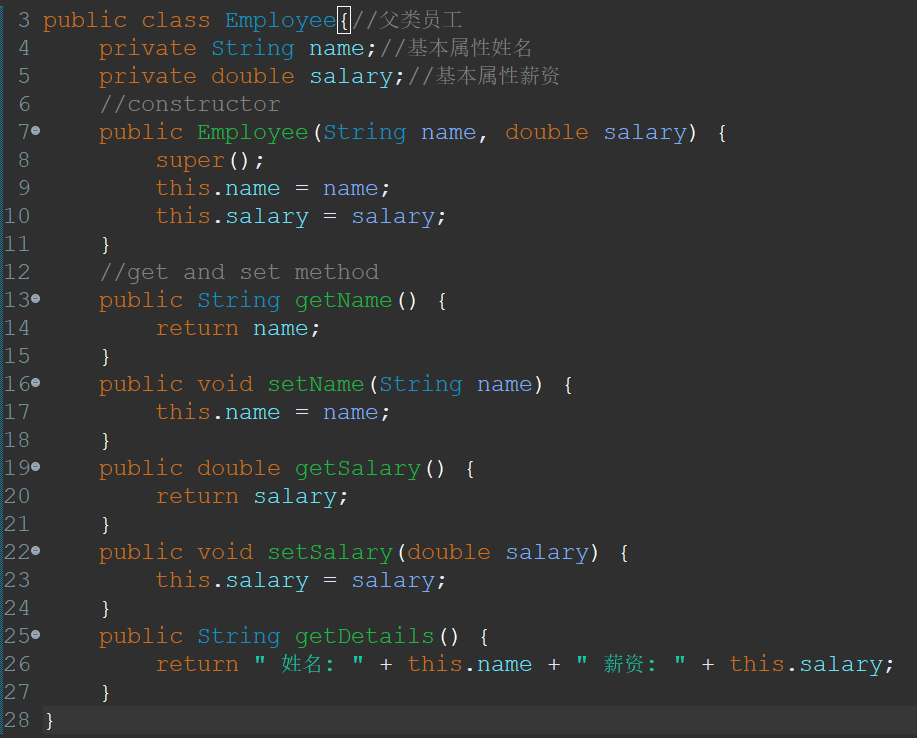 3 public class Employee{//父类员工
4 private String name;//基本属性姓名
5 private double salary;//基本属性薪资
6 //constructor
7 public Employee(String name, double salary) {
8 super();
9 this.name = name;
10 this.salary = salary;
11 }
12 //get and set method
13 public String getName() {
14 return name;
15 }
16 public void setName(String name) {
17 this.name = name;
18 }
19 public double getSalary() {
20 return salary;
21 }
22 public void setSalary(double salary) {
23 this.salary = salary;
24 }
25 public String getDetails() {
26 return " 姓名: " + this.name + " 薪资: " + this.salary;
27 }
28 }